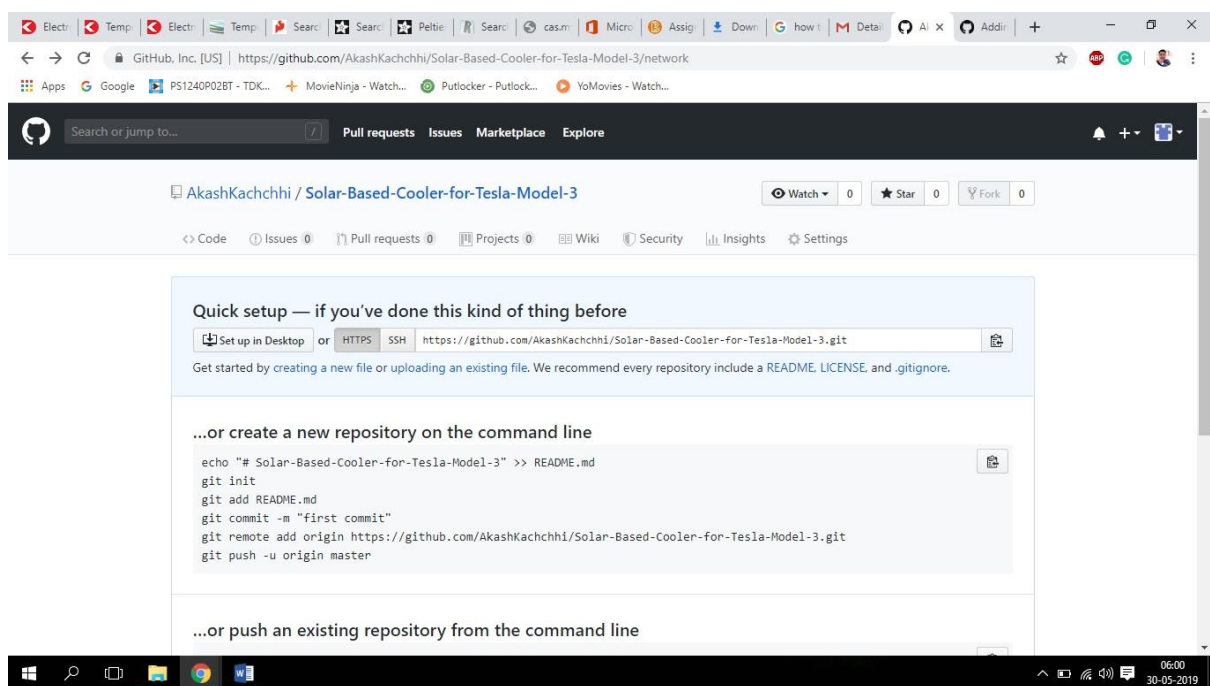 Electr Temp Electr Temp Searc Searc Peltie Searc cas.m Micro Assig Down how t Detail Al Addin
GitHub, Inc. [US] | https://github.com/AkashKachchhi/Solar-Based-Cooler-for-Tesla-Model-3/network
Apps Google PS1240P02BT - TDK... MovieNinja - Watch... Putlocker - Putlock... YoMovies - Watch...
Search or jump to... / Pull requests Issues Marketplace Explore
AkashKachchhi / Solar-Based-Cooler-for-Tesla-Model-3 Watch 0 Star 0 Fork 0
Code Issues 0 Pull requests 0 Projects 0 Wiki Security Insights Settings
Quick setup — if you've done this kind of thing before
Set up in Desktop or HTTPS SSH https://github.com/AkashKachchhi/Solar-Based-Cooler-for-Tesla-Model-3.git
Get started by creating a new file or uploading an existing file. We recommend every repository include a README, LICENSE, and .gitignore.
...or create a new repository on the command line
echo "# Solar-Based-Cooler-for-Tesla-Model-3" >> README.md
git init
git add README.md
git commit -m "first commit"
git remote add origin https://github.com/AkashKachchhi/Solar-Based-Cooler-for-Tesla-Model-3.git
git push -u origin master
...or push an existing repository from the command line
06:00
30-05-2019